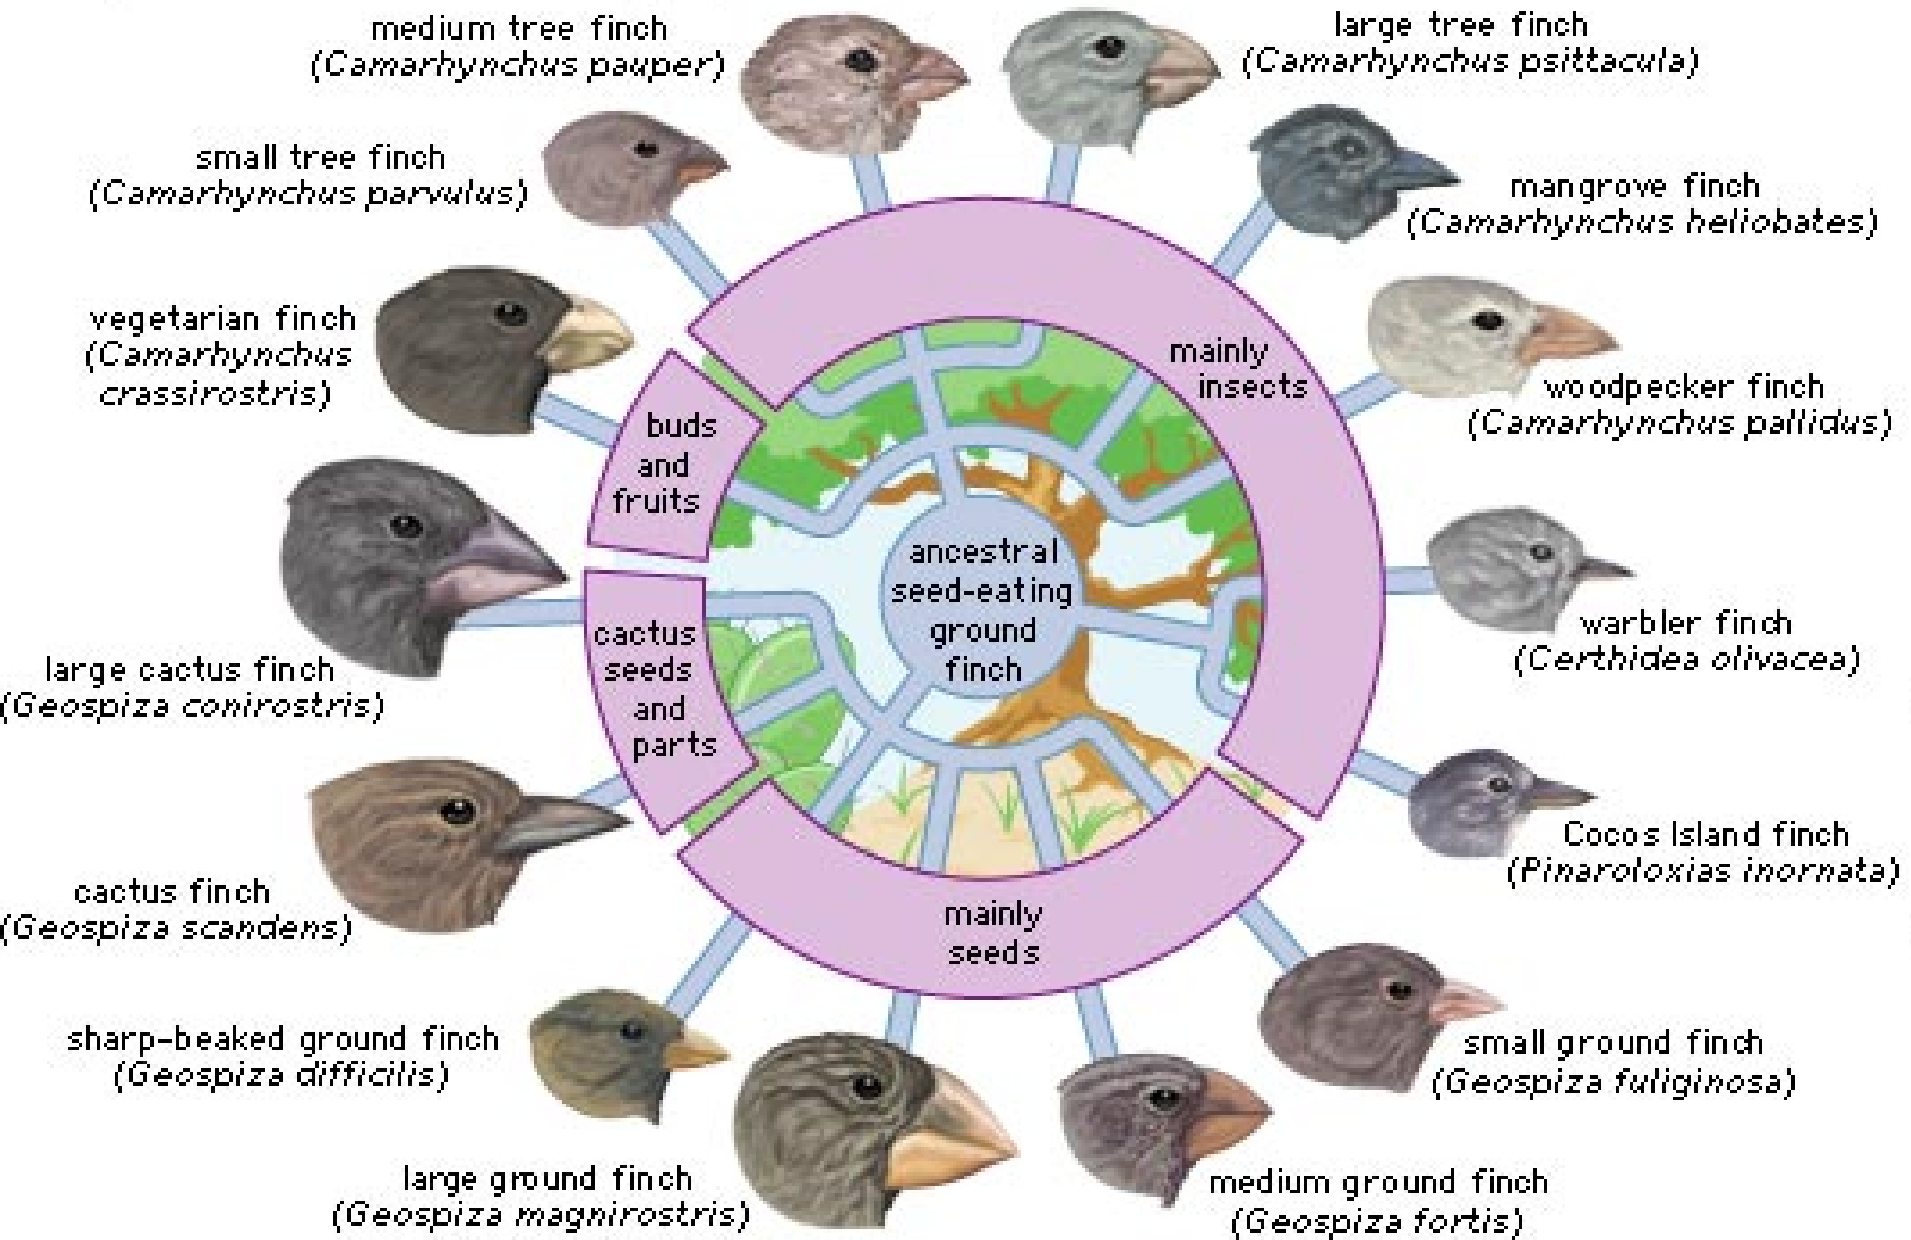 medium tree finch
(Camarhynchus pauper)
large tree finch
(Camarhynchus psittacula)
small tree finch
(Camarhynchus parvulus)
mangrove finch
(Camarhynchus heliobates)
vegetarian finch
(Camarhynchus
crassirostris)
woodpecker finch
(Camarhynchus pallidus)
mainly
insects
buds
and
fruits
large cactus finch
(Geospiza conirostris)
cactus
seeds
and
parts
ancestral
seed-eating
ground
finch
warbler finch
(Certhidea olivacea)
cactus finch
(Geospiza scandens)
Cocos Island finch
(Pinaroloxias inornata)
mainly
seeds
sharp-beaked ground finch
(Geospiza difficilis)
small ground finch
(Geospiza fuliginosa)
large ground finch
(Geospiza magnirostris)
medium ground finch
(Geospiza fortis)